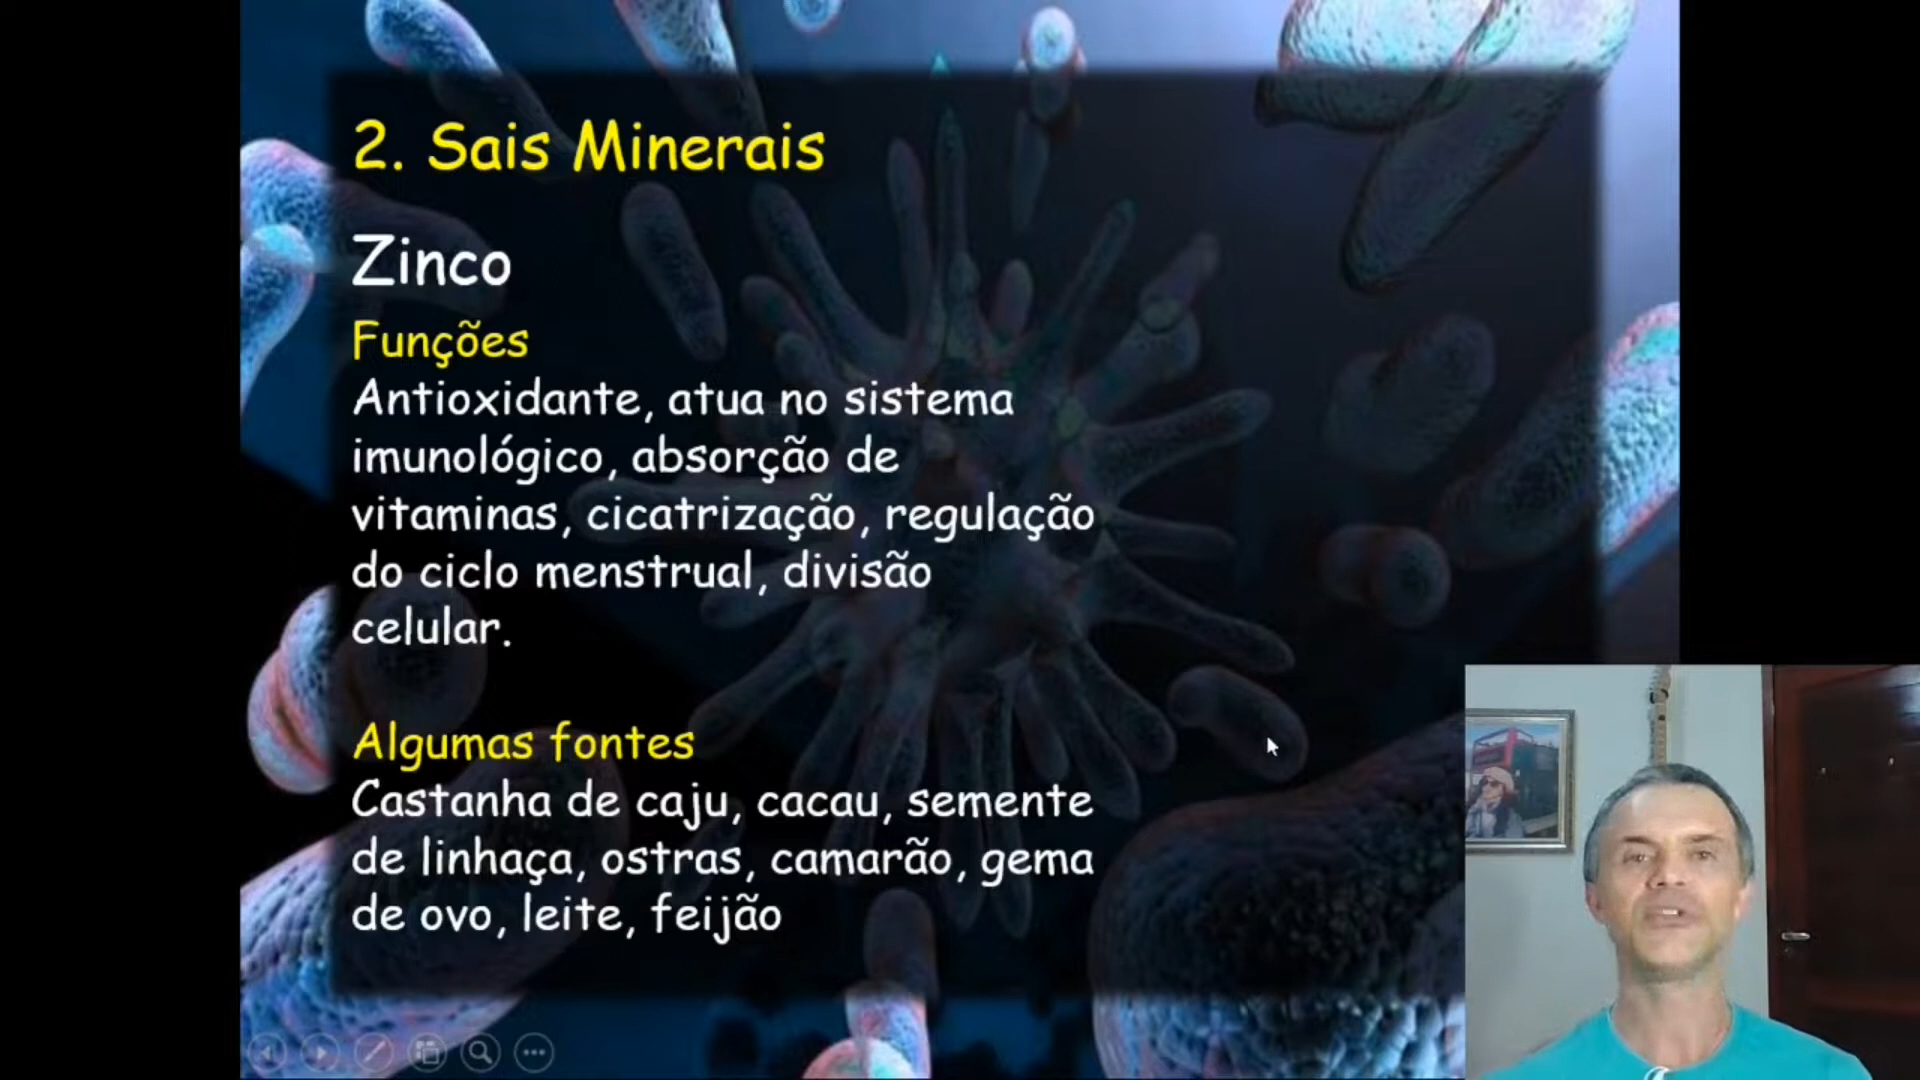 2. Sais Minerais
Zinco
Funções
Antioxidante, atua no sistema
imunológico, absorção de
vitaminas, cicatrização, regulação
do ciclo menstrual, divisão
celular.
Algumas fontes
Castanha de caju, cacau, semente
de linhaça, ostras, camarão, gema
de ovo, leite, feijão